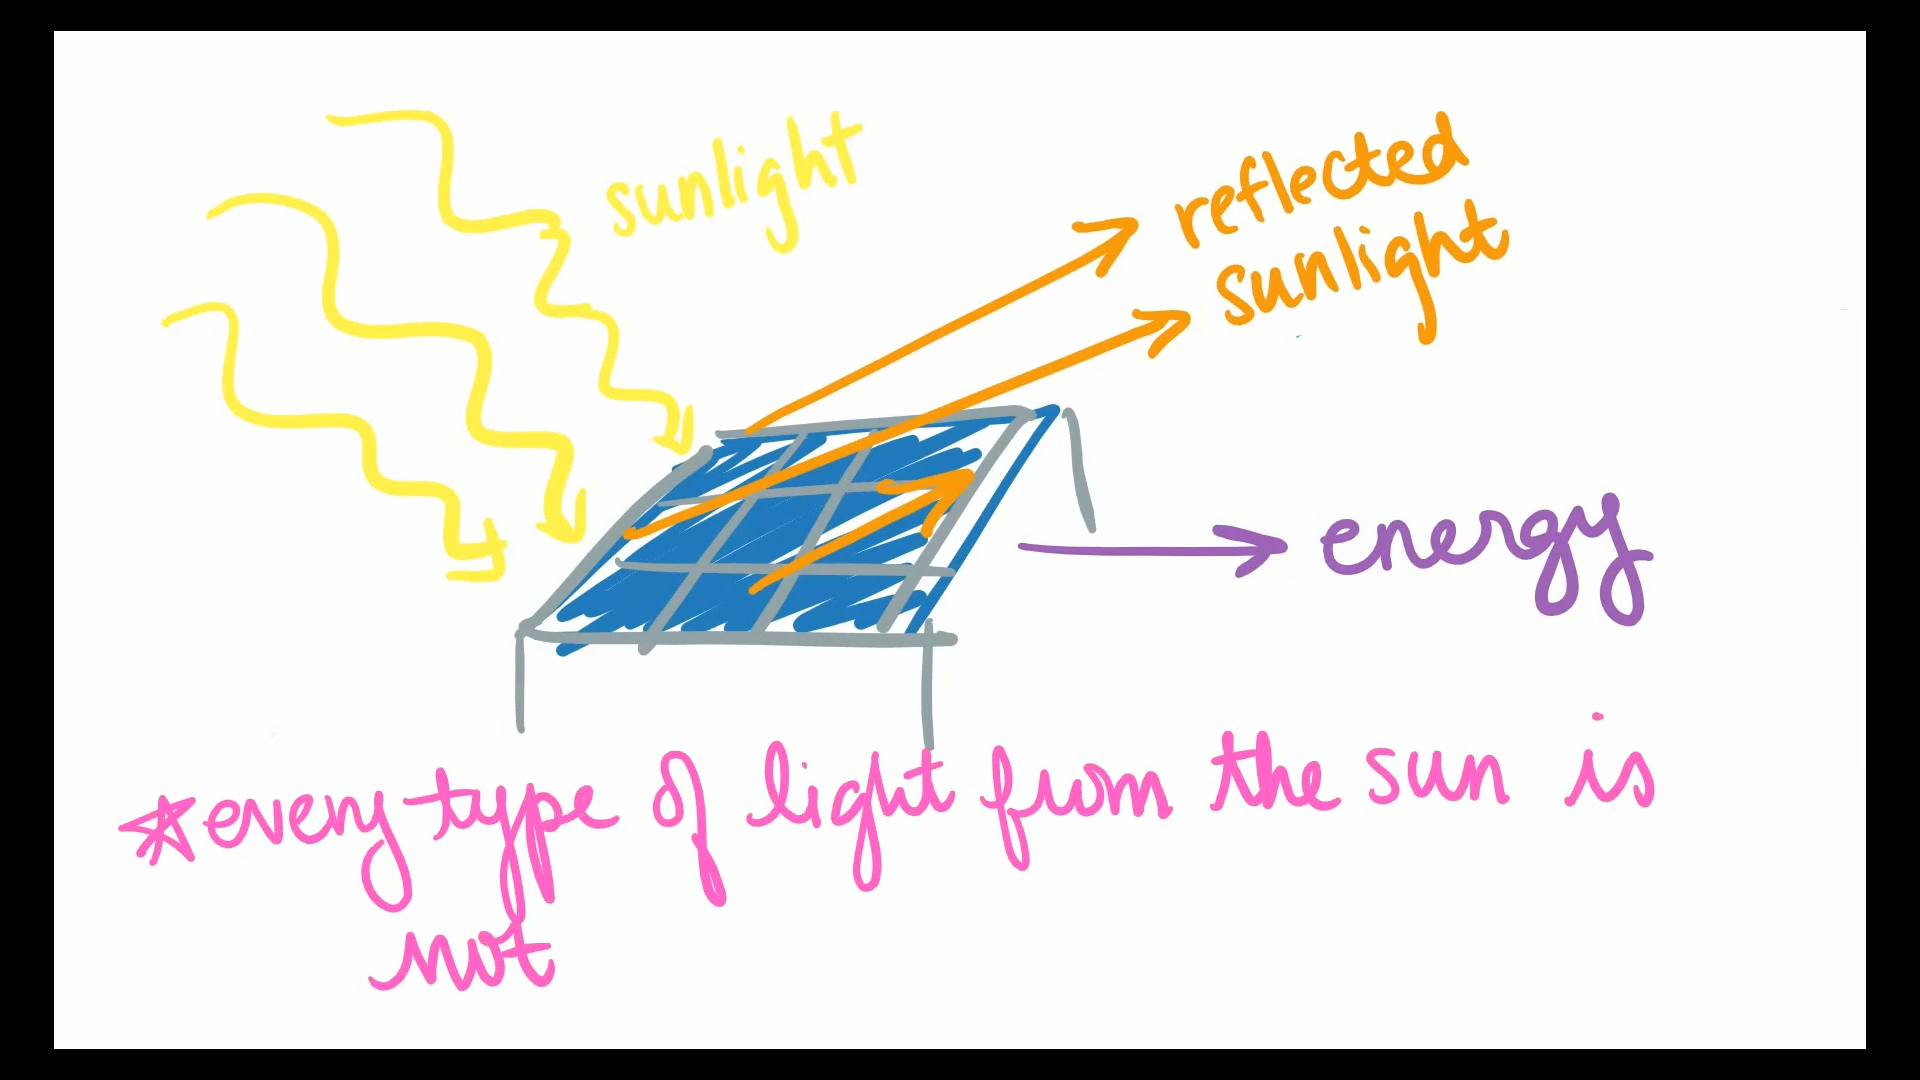 sunlight
reflected
sunlight
energy
☆every type of light from the sun is
not